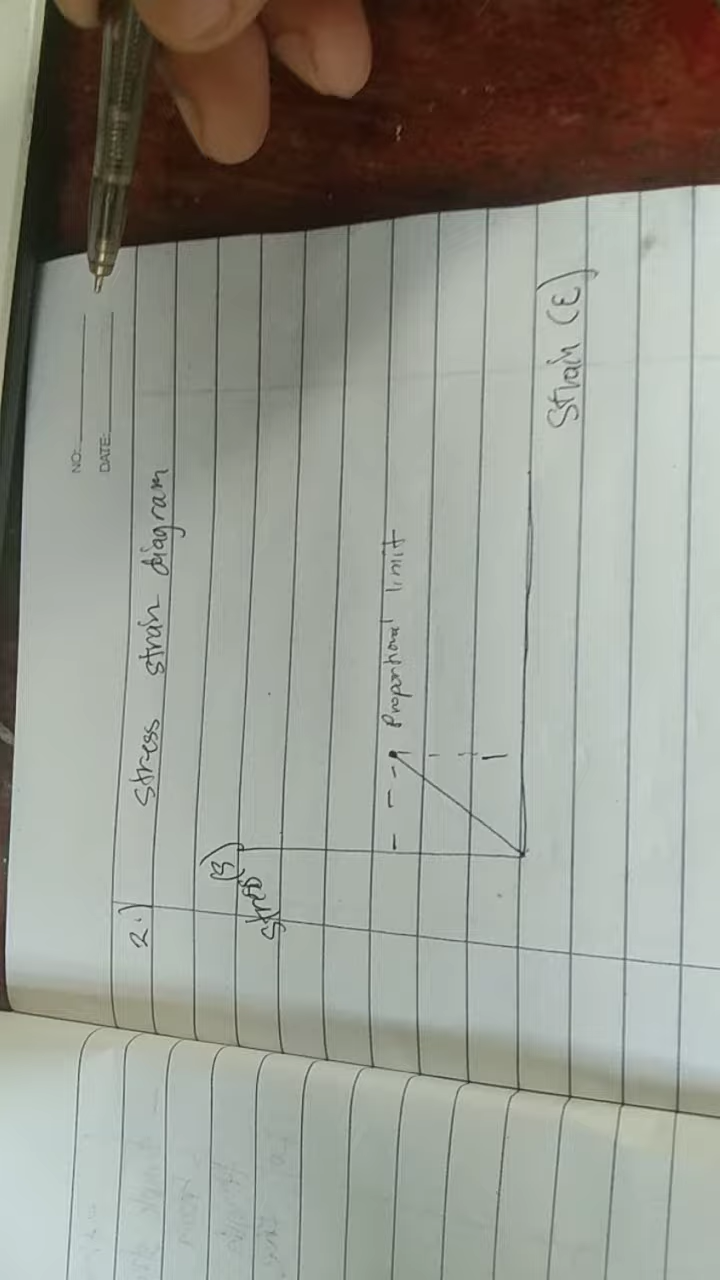 NO:
DATE:
2.) Stress strain diagram
Stress (σ)
Proportional limit
Strain (ε)